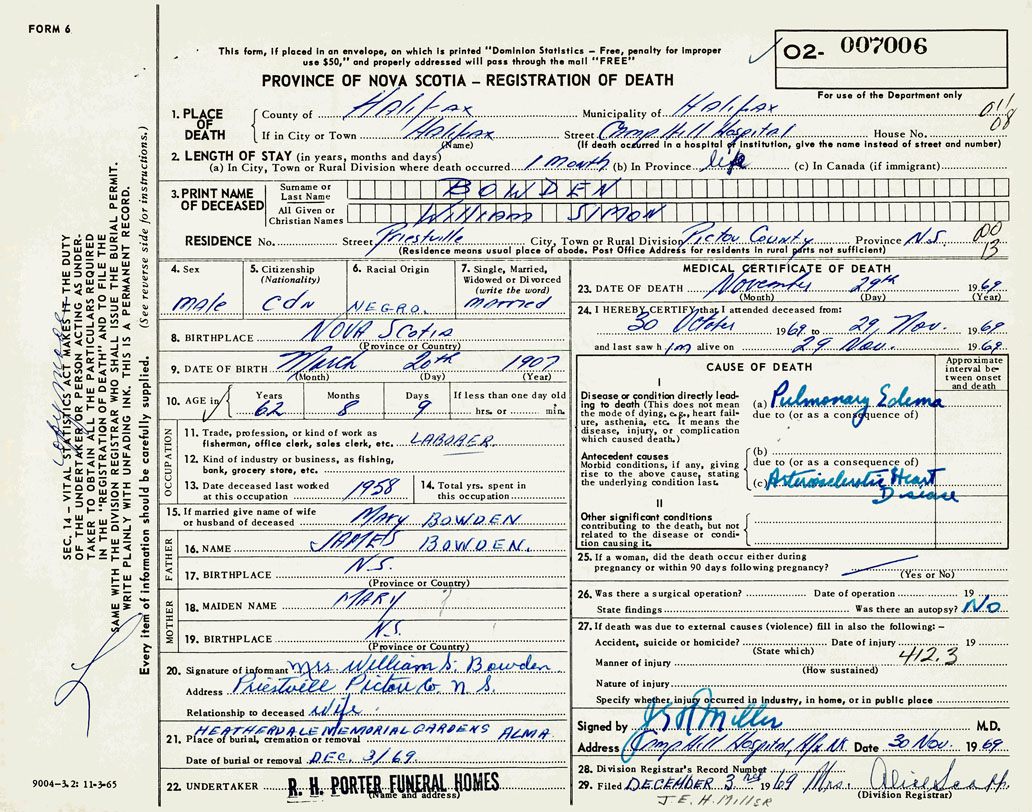 FORM 6
This form, if placed in an envelope, on which is printed "Dominion Statistics – Free, penalty for improper
use $50," and properly addressed will pass through the mail "FREE"
PROVINCE OF NOVA SCOTIA – REGISTRATION OF DEATH
O2- 007006
For use of the Department only
011
08
1. PLACE OF DEATH
County of Halifax Municipality of Halifax
If in City or Town Halifax Street Camp Hill Hospital House No.
(Name) (If death occurred in a hospital or institution, give the name instead of street and number)
2. LENGTH OF STAY (in years, months and days)
(a) In City, Town or Rural Division where death occurred 1 month (b) In Province life (c) In Canada (if immigrant)
3. PRINT NAME OF DECEASED
Surname or Last Name BOWDEN
All Given or Christian Names WILLIAM SIMON
RESIDENCE No. Street Priestville City, Town or Rural Division Pictou County Province N.S.
00
13
(Residence means usual place of abode. Post Office Address for residents in rural parts not sufficient)
4. Sex male
5. Citizenship (Nationality) Cdn
6. Racial Origin NEGRO.
7. Single, Married, Widowed or Divorced (write the word) married
8. BIRTHPLACE NOVA SCOTIA
(Province or Country)
9. DATE OF BIRTH March 20th 1907
(Month) (Day) (Year)
10. AGE in Years 62 Months 8 Days 9 If less than one day old hrs. or min.
OCCUPATION
11. Trade, profession, or kind of work as fisherman, office clerk, sales clerk, etc. LABORER.
12. Kind of industry or business, as fishing, bank, grocery store, etc.
13. Date deceased last worked at this occupation 1958
14. Total yrs. spent in this occupation
15. If married give name of wife or husband of deceased MARY BOWDEN
FATHER
16. NAME JAMES BOWDEN.
17. BIRTHPLACE N.S.
(Province or Country)
MOTHER
18. MAIDEN NAME MARY ?
19. BIRTHPLACE N.S.
(Province or Country)
20. Signature of informant Mrs William S. Bowden
Address Priestvill Pictou Co N.S.
Relationship to deceased wife
21. Place of burial, cremation or removal HEATHERDALE MEMORIAL GARDENS ALMA
Date of burial or removal DEC. 3/69.
22. UNDERTAKER R. H. PORTER FUNERAL HOMES
(Name and address)
MEDICAL CERTIFICATE OF DEATH
23. DATE OF DEATH November 29th 1969
(Month) (Day) (Year)
24. I HEREBY CERTIFY that I attended deceased from:
30 October 1969 to 29 Nov. 1969
and last saw him alive on 29 Nov. 1969
CAUSE OF DEATH
Approximate interval between onset and death
I
Disease or condition directly leading to death (This does not mean the mode of dying, e.g., heart failure, asthenia, etc. It means the disease, injury, or complication which caused death.)
(a) Pulmonary Edema
due to (or as a consequence of)
Antecedent causes
Morbid conditions, if any, giving rise to the above cause, stating the underlying condition last.
(b)
due to (or as a consequence of)
(c) Arteriosclerotic Heart Disease
II
Other significant conditions contributing to the death, but not related to the disease or condition causing it.
25. If a woman, did the death occur either during pregnancy or within 90 days following pregnancy?
(Yes or No)
26. Was there a surgical operation? Date of operation 19
State findings Was there an autopsy? No
27. If death was due to external causes (violence) fill in also the following: –
Accident, suicide or homicide? Date of injury 19
(State which)
412.3
Manner of injury
(How sustained)
Nature of injury
Specify whether injury occurred in industry, in home, or in public place
Signed by J E H Miller M.D.
Address Camp Hill Hospital, Hfx NS. Date 30 Nov. 1969
28. Division Registrar's Record Number
29. Filed DECEMBER 3rd 1969 Mrs. Alice
(Division Registrar)
J.E.H. MILLER
SEC. 14 – VITAL STATISTICS ACT MAKES IT THE DUTY
OF THE UNDERTAKER OR PERSON ACTING AS UNDER-
TAKER TO OBTAIN ALL THE PARTICULARS REQUIRED
IN THE "REGISTRATION OF DEATH" AND TO FILE THE
SAME WITH THE DIVISION REGISTRAR WHO SHALL ISSUE THE BURIAL PERMIT.
WRITE PLAINLY WITH UNFADING INK. THIS IS A PERMANENT RECORD.
Every item of information should be carefully supplied. (See reverse side for instructions.)
9004-3.2: 11-3-65